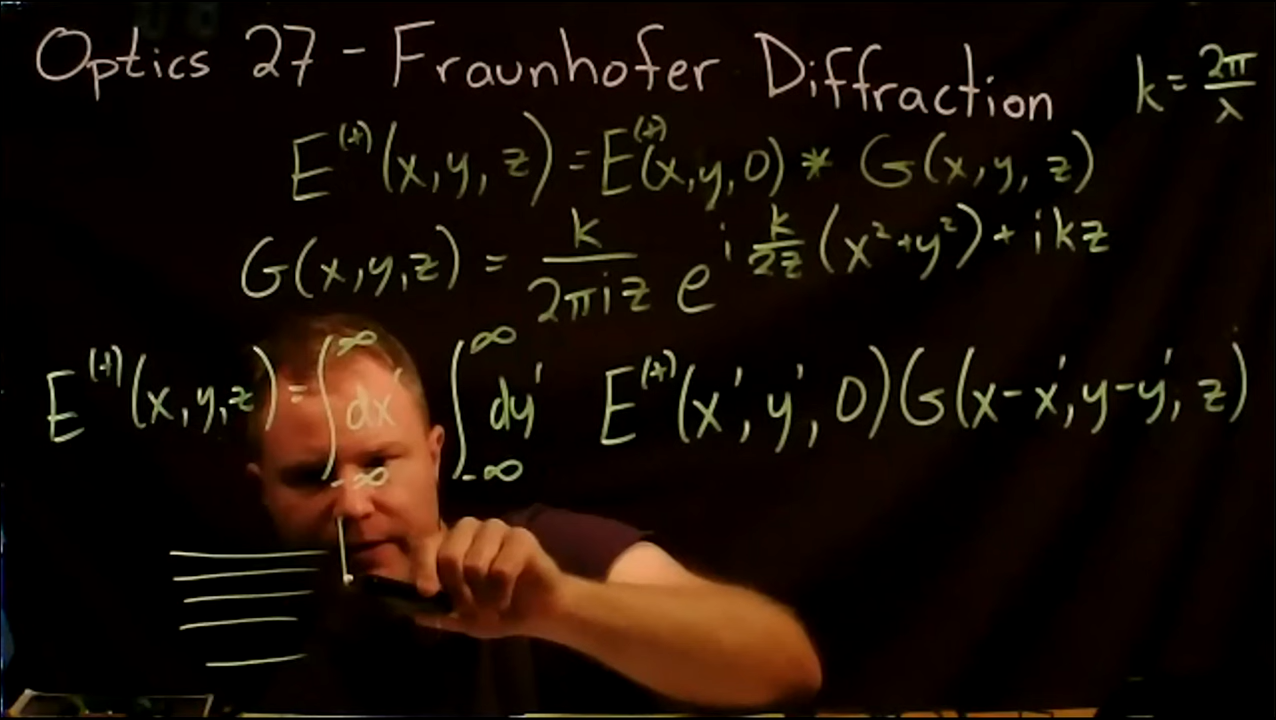 Optics 27 - Fraunhofer Diffraction
k = 2π/λ
E^(+)(x, y, z) = E^(+)(x, y, 0) * G(x, y, z)
G(x, y, z) = k/(2πiz) e^(i k/(2z) (x² + y²) + ikz)
E^(+)(x, y, z) = ∫_{-∞}^{∞} dx' ∫_{-∞}^{∞} dy' E^(+)(x', y', 0) G(x - x', y - y', z)